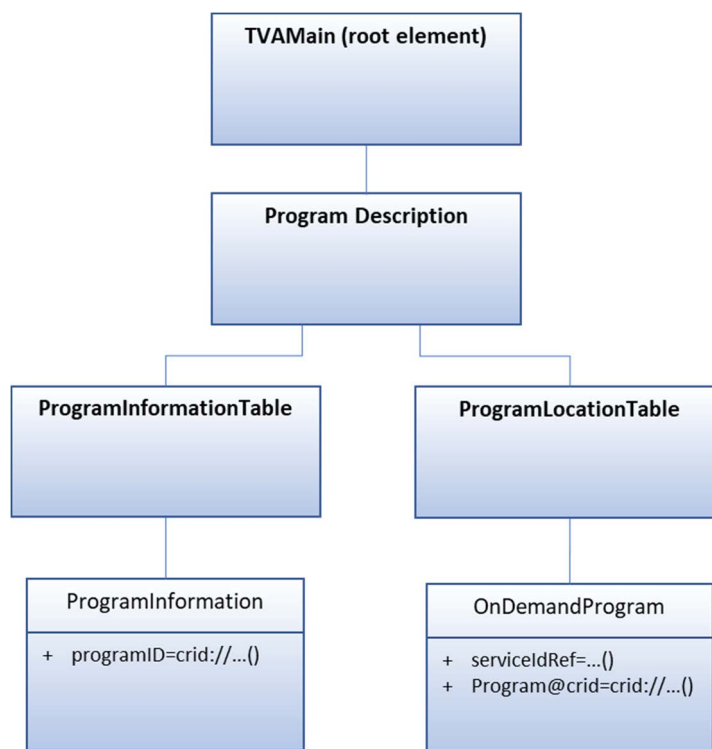 TVAMain (root element)
Program Description
ProgramInformationTable
ProgramLocationTable
ProgramInformation
+ programID=crid://...()
OnDemandProgram
+ serviceIdRef=...()
+ Program@crid=crid://...()